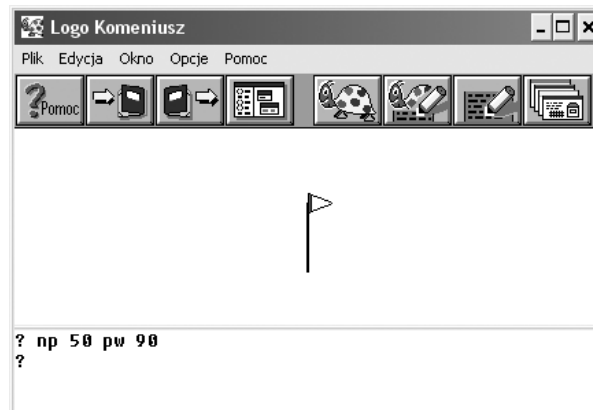 Logo Komeniusz
Plik Edycja Okno Opcje Pomoc
Pomoc
? np 50 pw 90
?